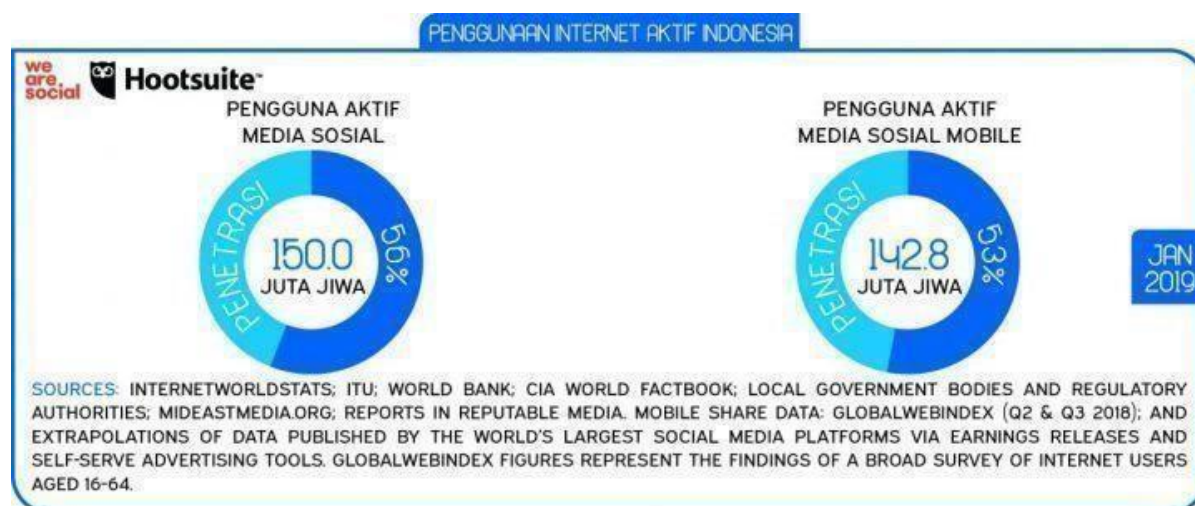 PENGGUNAAN INTERNET AKTIF INDONESIA
we
are
social
Hootsuite™
PENGGUNA AKTIF
MEDIA SOSIAL
PENETRASI
56%
150.0
JUTA JIWA
PENGGUNA AKTIF
MEDIA SOSIAL MOBILE
PENETRASI
53%
142.8
JUTA JIWA
JAN
2019
SOURCES: INTERNETWORLDSTATS; ITU; WORLD BANK; CIA WORLD FACTBOOK; LOCAL GOVERNMENT BODIES AND REGULATORY
AUTHORITIES; MIDEASTMEDIA.ORG; REPORTS IN REPUTABLE MEDIA. MOBILE SHARE DATA: GLOBALWEBINDEX (Q2 & Q3 2018); AND
EXTRAPOLATIONS OF DATA PUBLISHED BY THE WORLD'S LARGEST SOCIAL MEDIA PLATFORMS VIA EARNINGS RELEASES AND
SELF-SERVE ADVERTISING TOOLS. GLOBALWEBINDEX FIGURES REPRESENT THE FINDINGS OF A BROAD SURVEY OF INTERNET USERS
AGED 16-64.